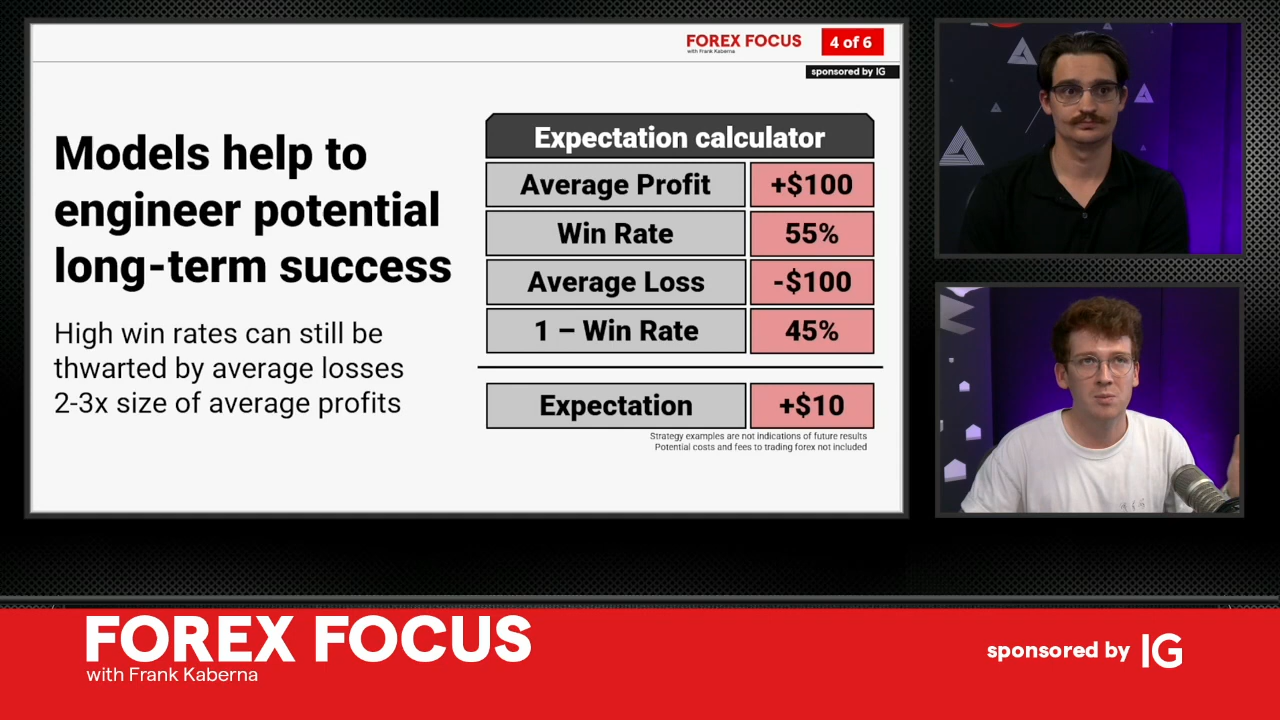 FOREX FOCUS
with Frank Kaberna
4 of 6
sponsored by IG
Models help to
engineer potential
long-term success
High win rates can still be
thwarted by average losses
2-3x size of average profits
Expectation calculator
Average Profit +$100
Win Rate 55%
Average Loss -$100
1 – Win Rate 45%
Expectation +$10
Strategy examples are not indications of future results
Potential costs and fees to trading forex not included
FOREX FOCUS
with Frank Kaberna
sponsored by IG